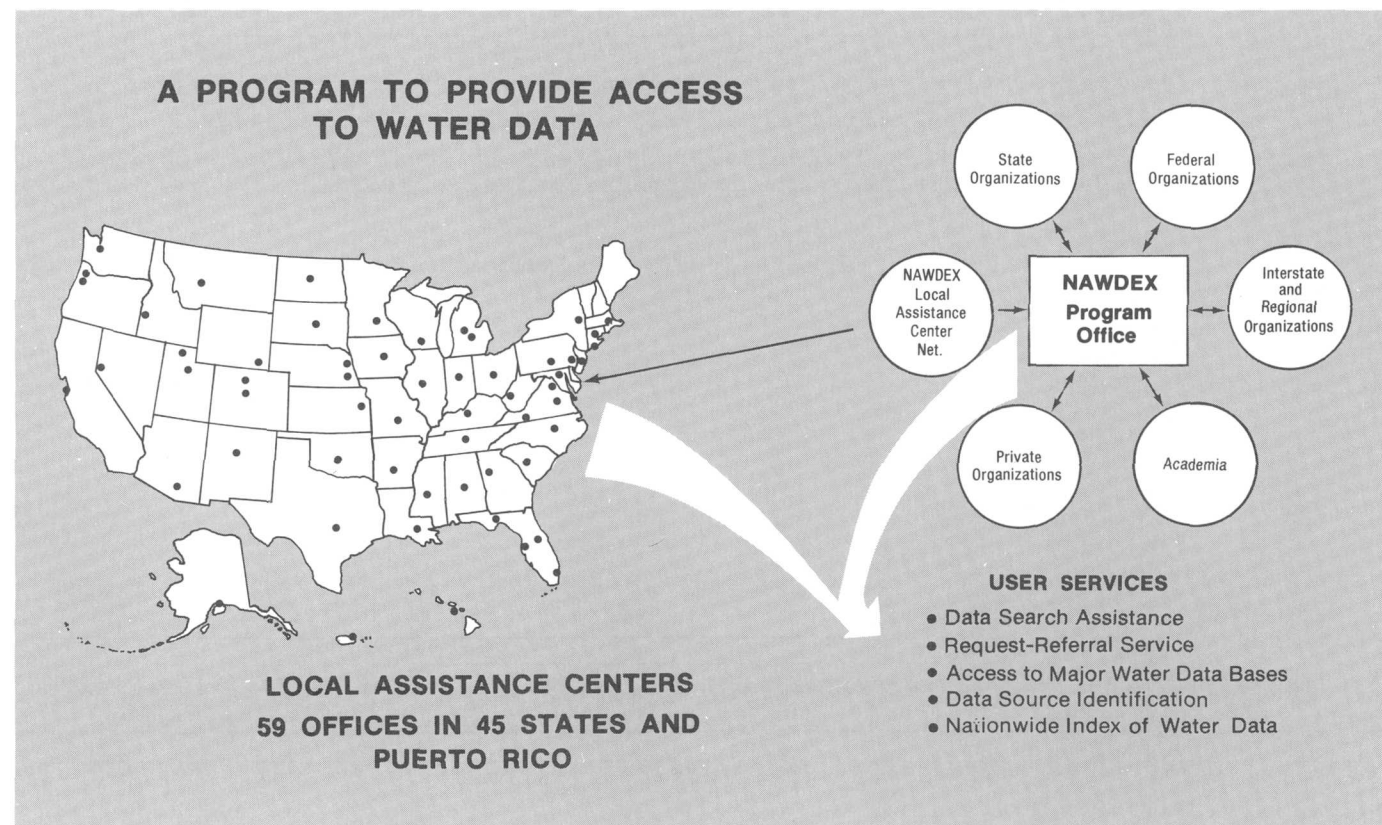 A PROGRAM TO PROVIDE ACCESS
TO WATER DATA
State
Organizations
Federal
Organizations
NAWDEX
Local
Assistance
Center
Net.
NAWDEX
Program
Office
Interstate
and
Regional
Organizations
Private
Organizations
Academia
LOCAL ASSISTANCE CENTERS
59 OFFICES IN 45 STATES AND
PUERTO RICO
USER SERVICES
• Data Search Assistance
• Request-Referral Service
• Access to Major Water Data Bases
• Data Source Identification
• Nationwide Index of Water Data